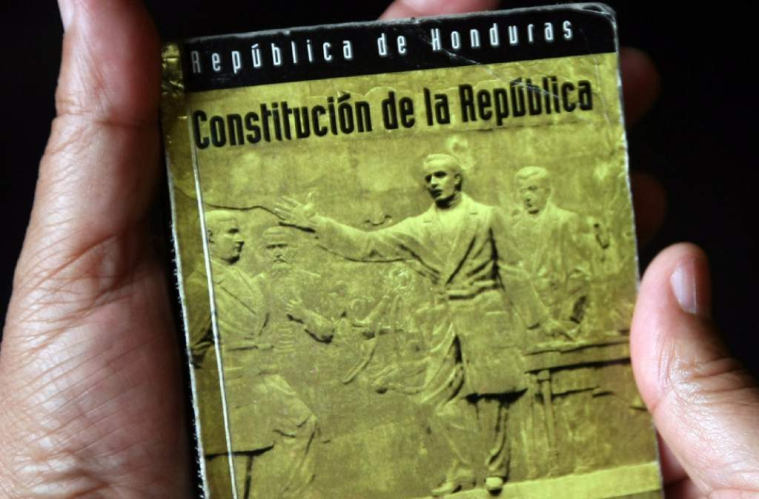 República de Honduras
Constitución de la República